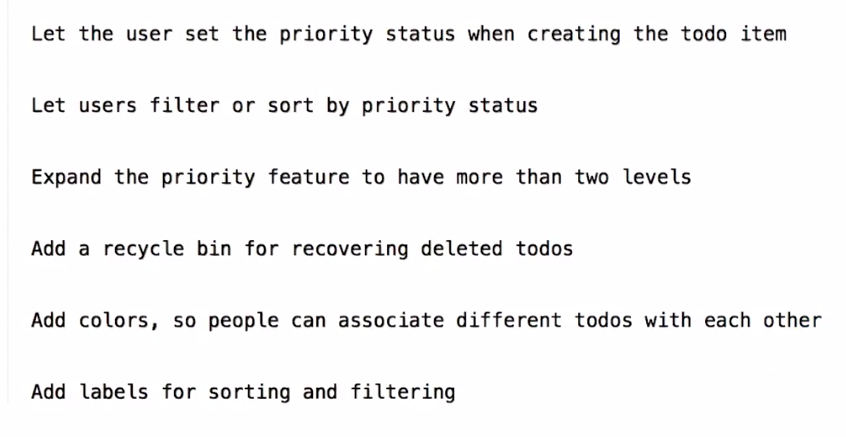 Let the user set the priority status when creating the todo item
Let users filter or sort by priority status
Expand the priority feature to have more than two levels
Add a recycle bin for recovering deleted todos
Add colors, so people can associate different todos with each other
Add labels for sorting and filtering